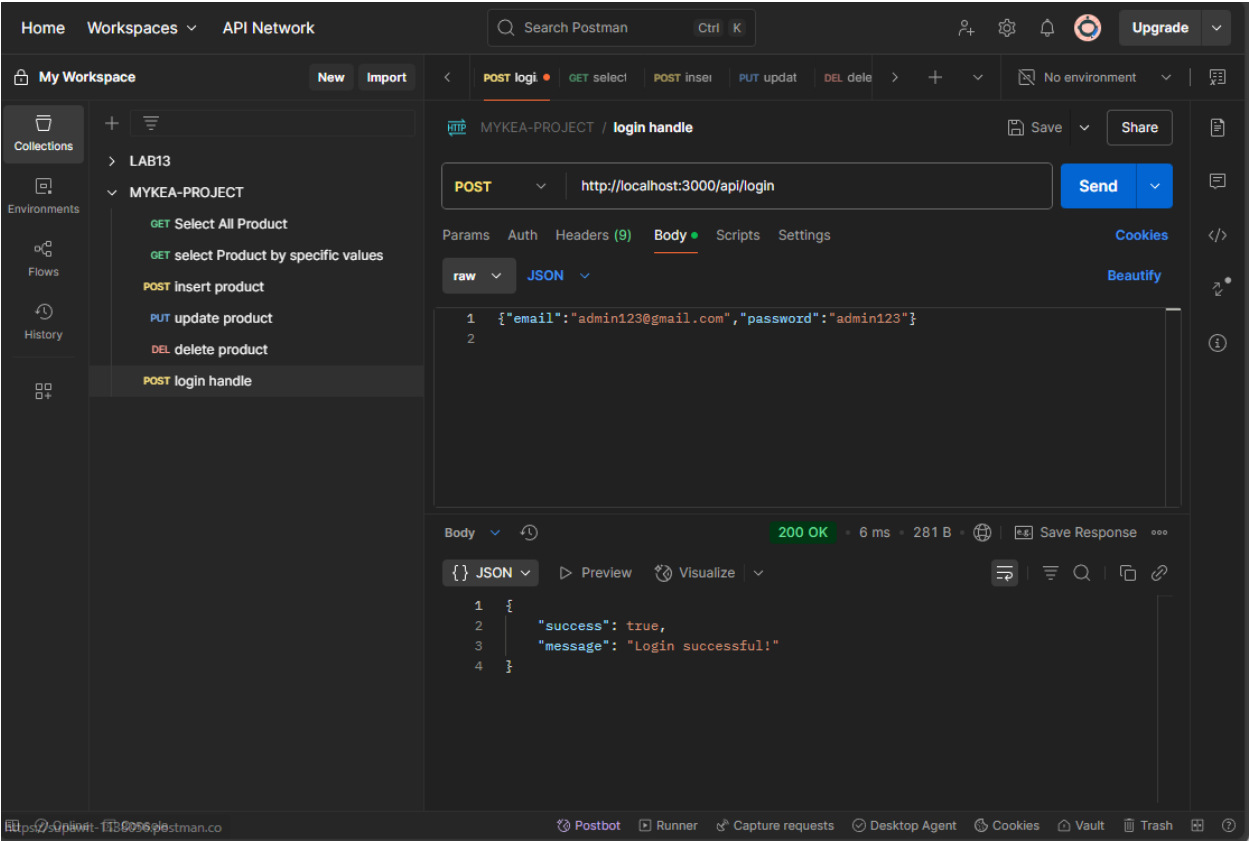 Home Workspaces API Network Search Postman Ctrl K Upgrade
My Workspace New Import POST logi. GET select POST inser PUT updat DEL dele No environment
Collections
Environments
Flows
History
LAB13
MYKEA-PROJECT
GET Select All Product
GET select Product by specific values
POST insert product
PUT update product
DEL delete product
POST login handle
HTTP MYKEA-PROJECT / login handle Save Share
POST http://localhost:3000/api/login Send
Params Auth Headers (9) Body Scripts Settings Cookies
raw JSON Beautify
1 {"email":"admin123@gmail.com","password":"admin123"}
2
Body 200 OK 6 ms 281 B e.g. Save Response
{} JSON Preview Visualize
1 {
2 "success": true,
3 "message": "Login successful!"
4 }
Postbot Runner Capture requests Desktop Agent Cookies Vault Trash